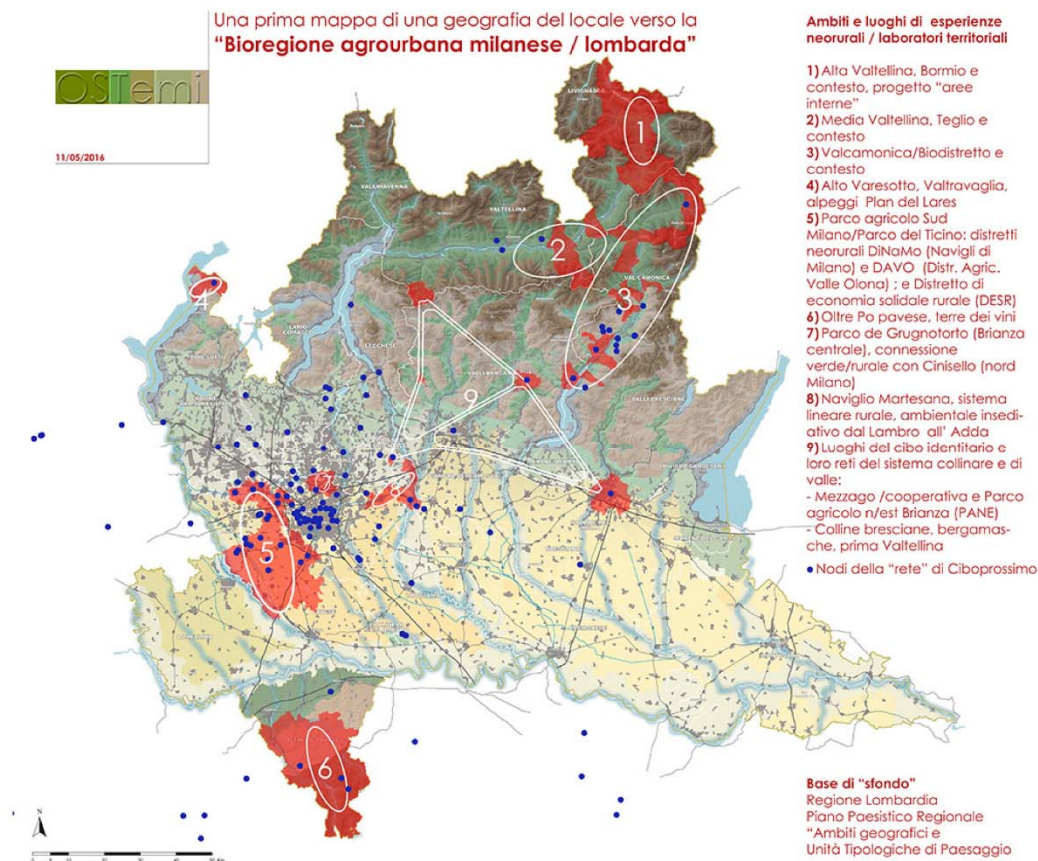 Una prima mappa di una geografia del locale verso la
“Bioregione agrourbana milanese / lombarda”
OSTemi
11/05/2016
Ambiti e luoghi di esperienze
neorurali / laboratori territoriali
1) Alta Valtellina, Bormio e
contesto, progetto “aree
interne”
2) Media Valtellina, Teglio e
contesto
3) Valcamonica/Biodistretto e
contesto
4) Alto Varesotto, Valtravaglia,
alpeggi Plan del Lares
5) Parco agricolo Sud
Milano/Parco del Ticino: distretti
neorurali DiNaMo (Navigli di
Milano) e DAVO (Distr. Agric.
Valle Olona) ; e Distretto di
economia solidale rurale (DESR)
6) Oltre Po pavese, terre dei vini
7) Parco de Grugnotorto (Brianza
centrale), connessione
verde/rurale con Cinisello (nord
Milano)
8) Naviglio Martesana, sistema
lineare rurale, ambientale insedi-
ativo dal Lambro all' Adda
9) Luoghi del cibo identitario e
loro reti del sistema collinare e di
valle:
- Mezzago /cooperativa e Parco
agricolo n/est Brianza (PANE)
- Colline bresciane, bergamas-
che, prima Valtellina
Nodi della “rete” di Ciboprossimo
LIVIGNASCO
1
VALCHIAVENNA
VALTELLINA
2
VAL CAMONICA
3
4
LARIO
COMASCO
LECCHESE
9
7
8
5
6
N
Base di “sfondo”
Regione Lombardia
Piano Paesistico Regionale
“Ambiti geografici e
Unità Tipologiche di Paesaggio